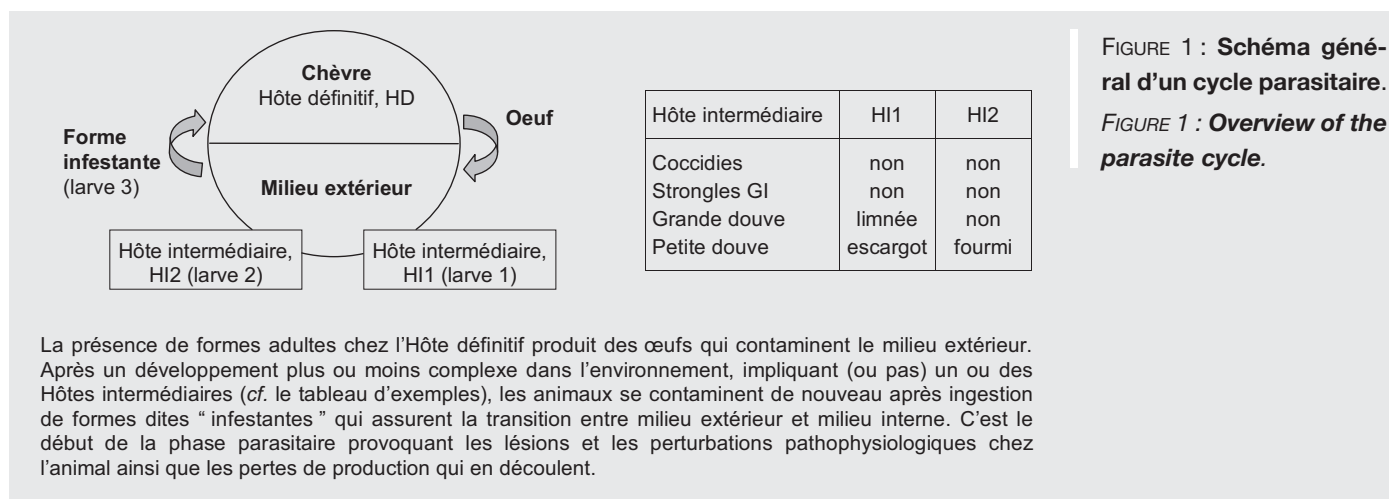 Chèvre
Hôte définitif, HD
Oeuf
Forme
infestante
(larve 3)
Milieu extérieur
Hôte intermédiaire,
HI2 (larve 2)
Hôte intermédiaire,
HI1 (larve 1)
Hôte intermédiaire HI1 HI2
Coccidies non non
Strongles GI non non
Grande douve limnée non
Petite douve escargot fourmi
FIGURE 1 : Schéma géné-
ral d'un cycle parasitaire.
FIGURE 1 : Overview of the
parasite cycle.
La présence de formes adultes chez l'Hôte définitif produit des œufs qui contaminent le milieu extérieur.
Après un développement plus ou moins complexe dans l'environnement, impliquant (ou pas) un ou des
Hôtes intermédiaires (cf. le tableau d'exemples), les animaux se contaminent de nouveau après ingestion
de formes dites “ infestantes ” qui assurent la transition entre milieu extérieur et milieu interne. C'est le
début de la phase parasitaire provoquant les lésions et les perturbations pathophysiologiques chez
l'animal ainsi que les pertes de production qui en découlent.